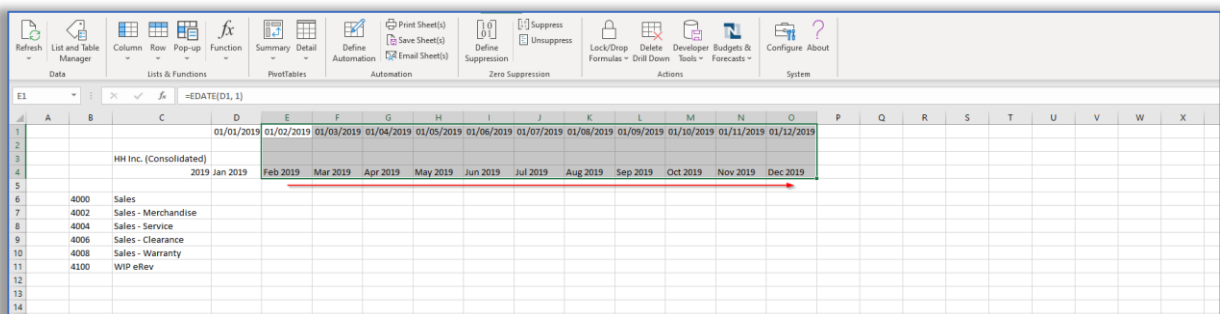 Refresh List and Table Manager Column Row Pop-up Function Summary Detail Define Automation Print Sheet(s) Save Sheet(s) Email Sheet(s) Define Suppression Suppress Unsuppress Lock/Drop Formulas Delete Drill Down Developer Tools Budgets & Forecasts Configure About
Data Lists & Functions PivotTables Automation Zero Suppression Actions System
E1 fx =EDATE(D1, 1)
A B C D E F G H I J K L M N O P Q R S T U V W X
1 01/01/2019 01/02/2019 01/03/2019 01/04/2019 01/05/2019 01/06/2019 01/07/2019 01/08/2019 01/09/2019 01/10/2019 01/11/2019 01/12/2019
2
3 HH Inc. (Consolidated)
4 2019 Jan 2019 Feb 2019 Mar 2019 Apr 2019 May 2019 Jun 2019 Jul 2019 Aug 2019 Sep 2019 Oct 2019 Nov 2019 Dec 2019
5
6 4000 Sales
7 4002 Sales - Merchandise
8 4004 Sales - Service
9 4006 Sales - Clearance
10 4008 Sales - Warranty
11 4100 WIP eRev
12
13
14